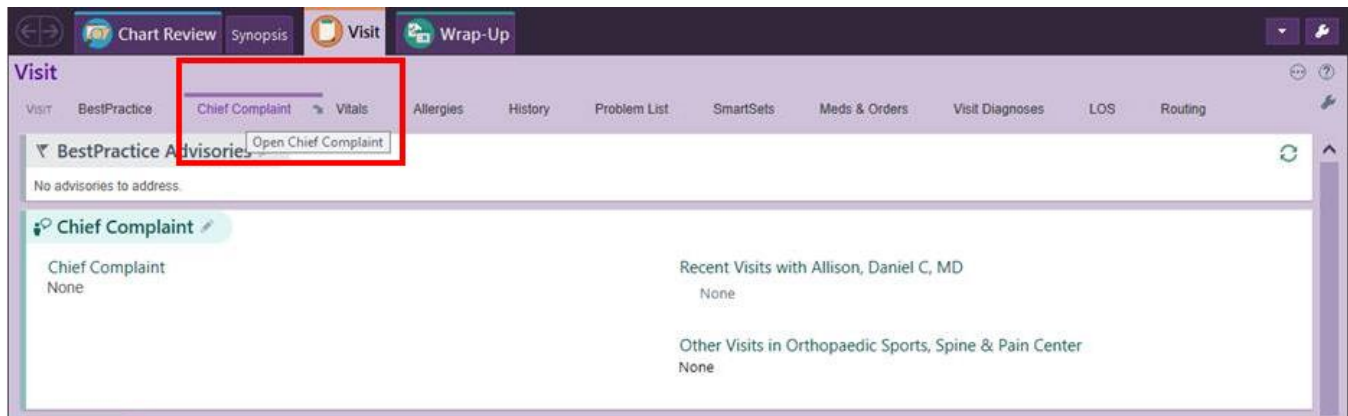 Chart Review Synopsis Visit Wrap-Up
Visit
VISIT BestPractice Chief Complaint Vitals Allergies History Problem List SmartSets Meds & Orders Visit Diagnoses LOS Routing
Open Chief Complaint
BestPractice Advisories
No advisories to address.
Chief Complaint
Chief Complaint
None
Recent Visits with Allison, Daniel C, MD
None
Other Visits in Orthopaedic Sports, Spine & Pain Center
None